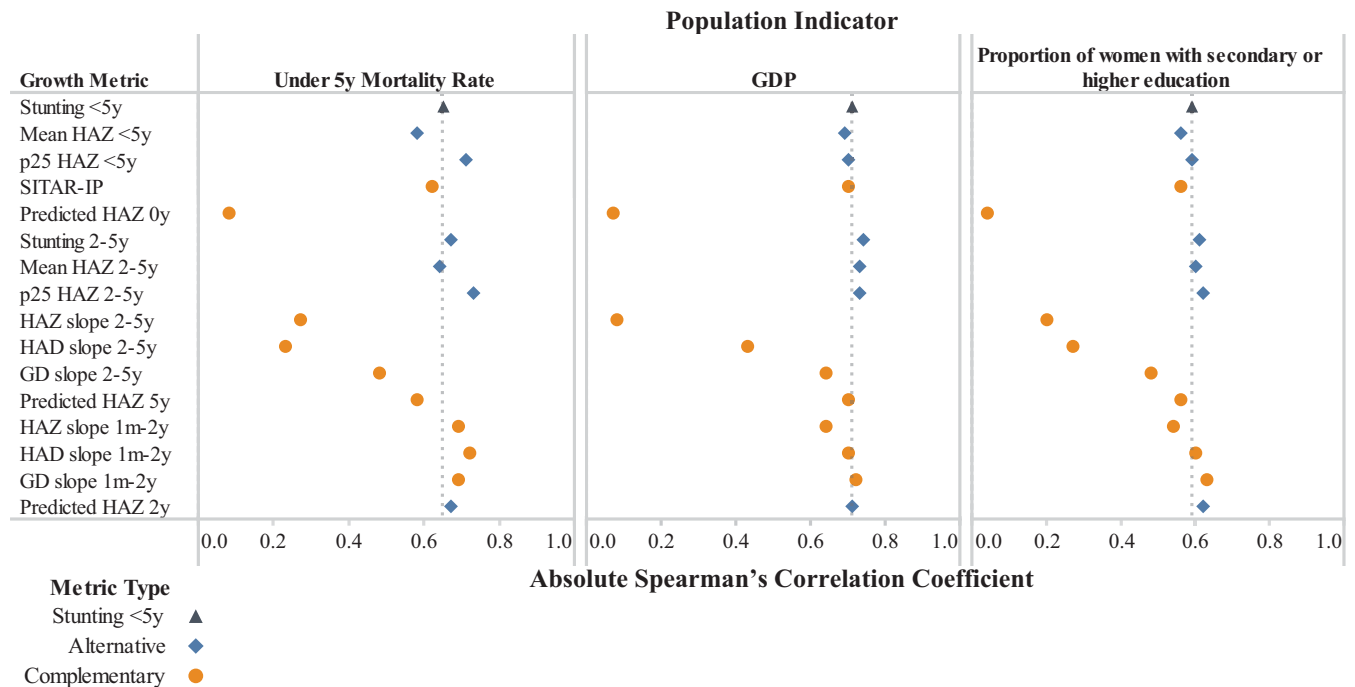 Population Indicator
Growth Metric
Under 5y Mortality Rate
GDP
Proportion of women with secondary or
higher education
Stunting <5y
Mean HAZ <5y
p25 HAZ <5y
SITAR-IP
Predicted HAZ 0y
Stunting 2-5y
Mean HAZ 2-5y
p25 HAZ 2-5y
HAZ slope 2-5y
HAD slope 2-5y
GD slope 2-5y
Predicted HAZ 5y
HAZ slope 1m-2y
HAD slope 1m-2y
GD slope 1m-2y
Predicted HAZ 2y
0.0 0.2 0.4 0.6 0.8 1.0 0.0 0.2 0.4 0.6 0.8 1.0 0.0 0.2 0.4 0.6 0.8 1.0
Absolute Spearman's Correlation Coefficient
Metric Type
Stunting <5y
Alternative
Complementary